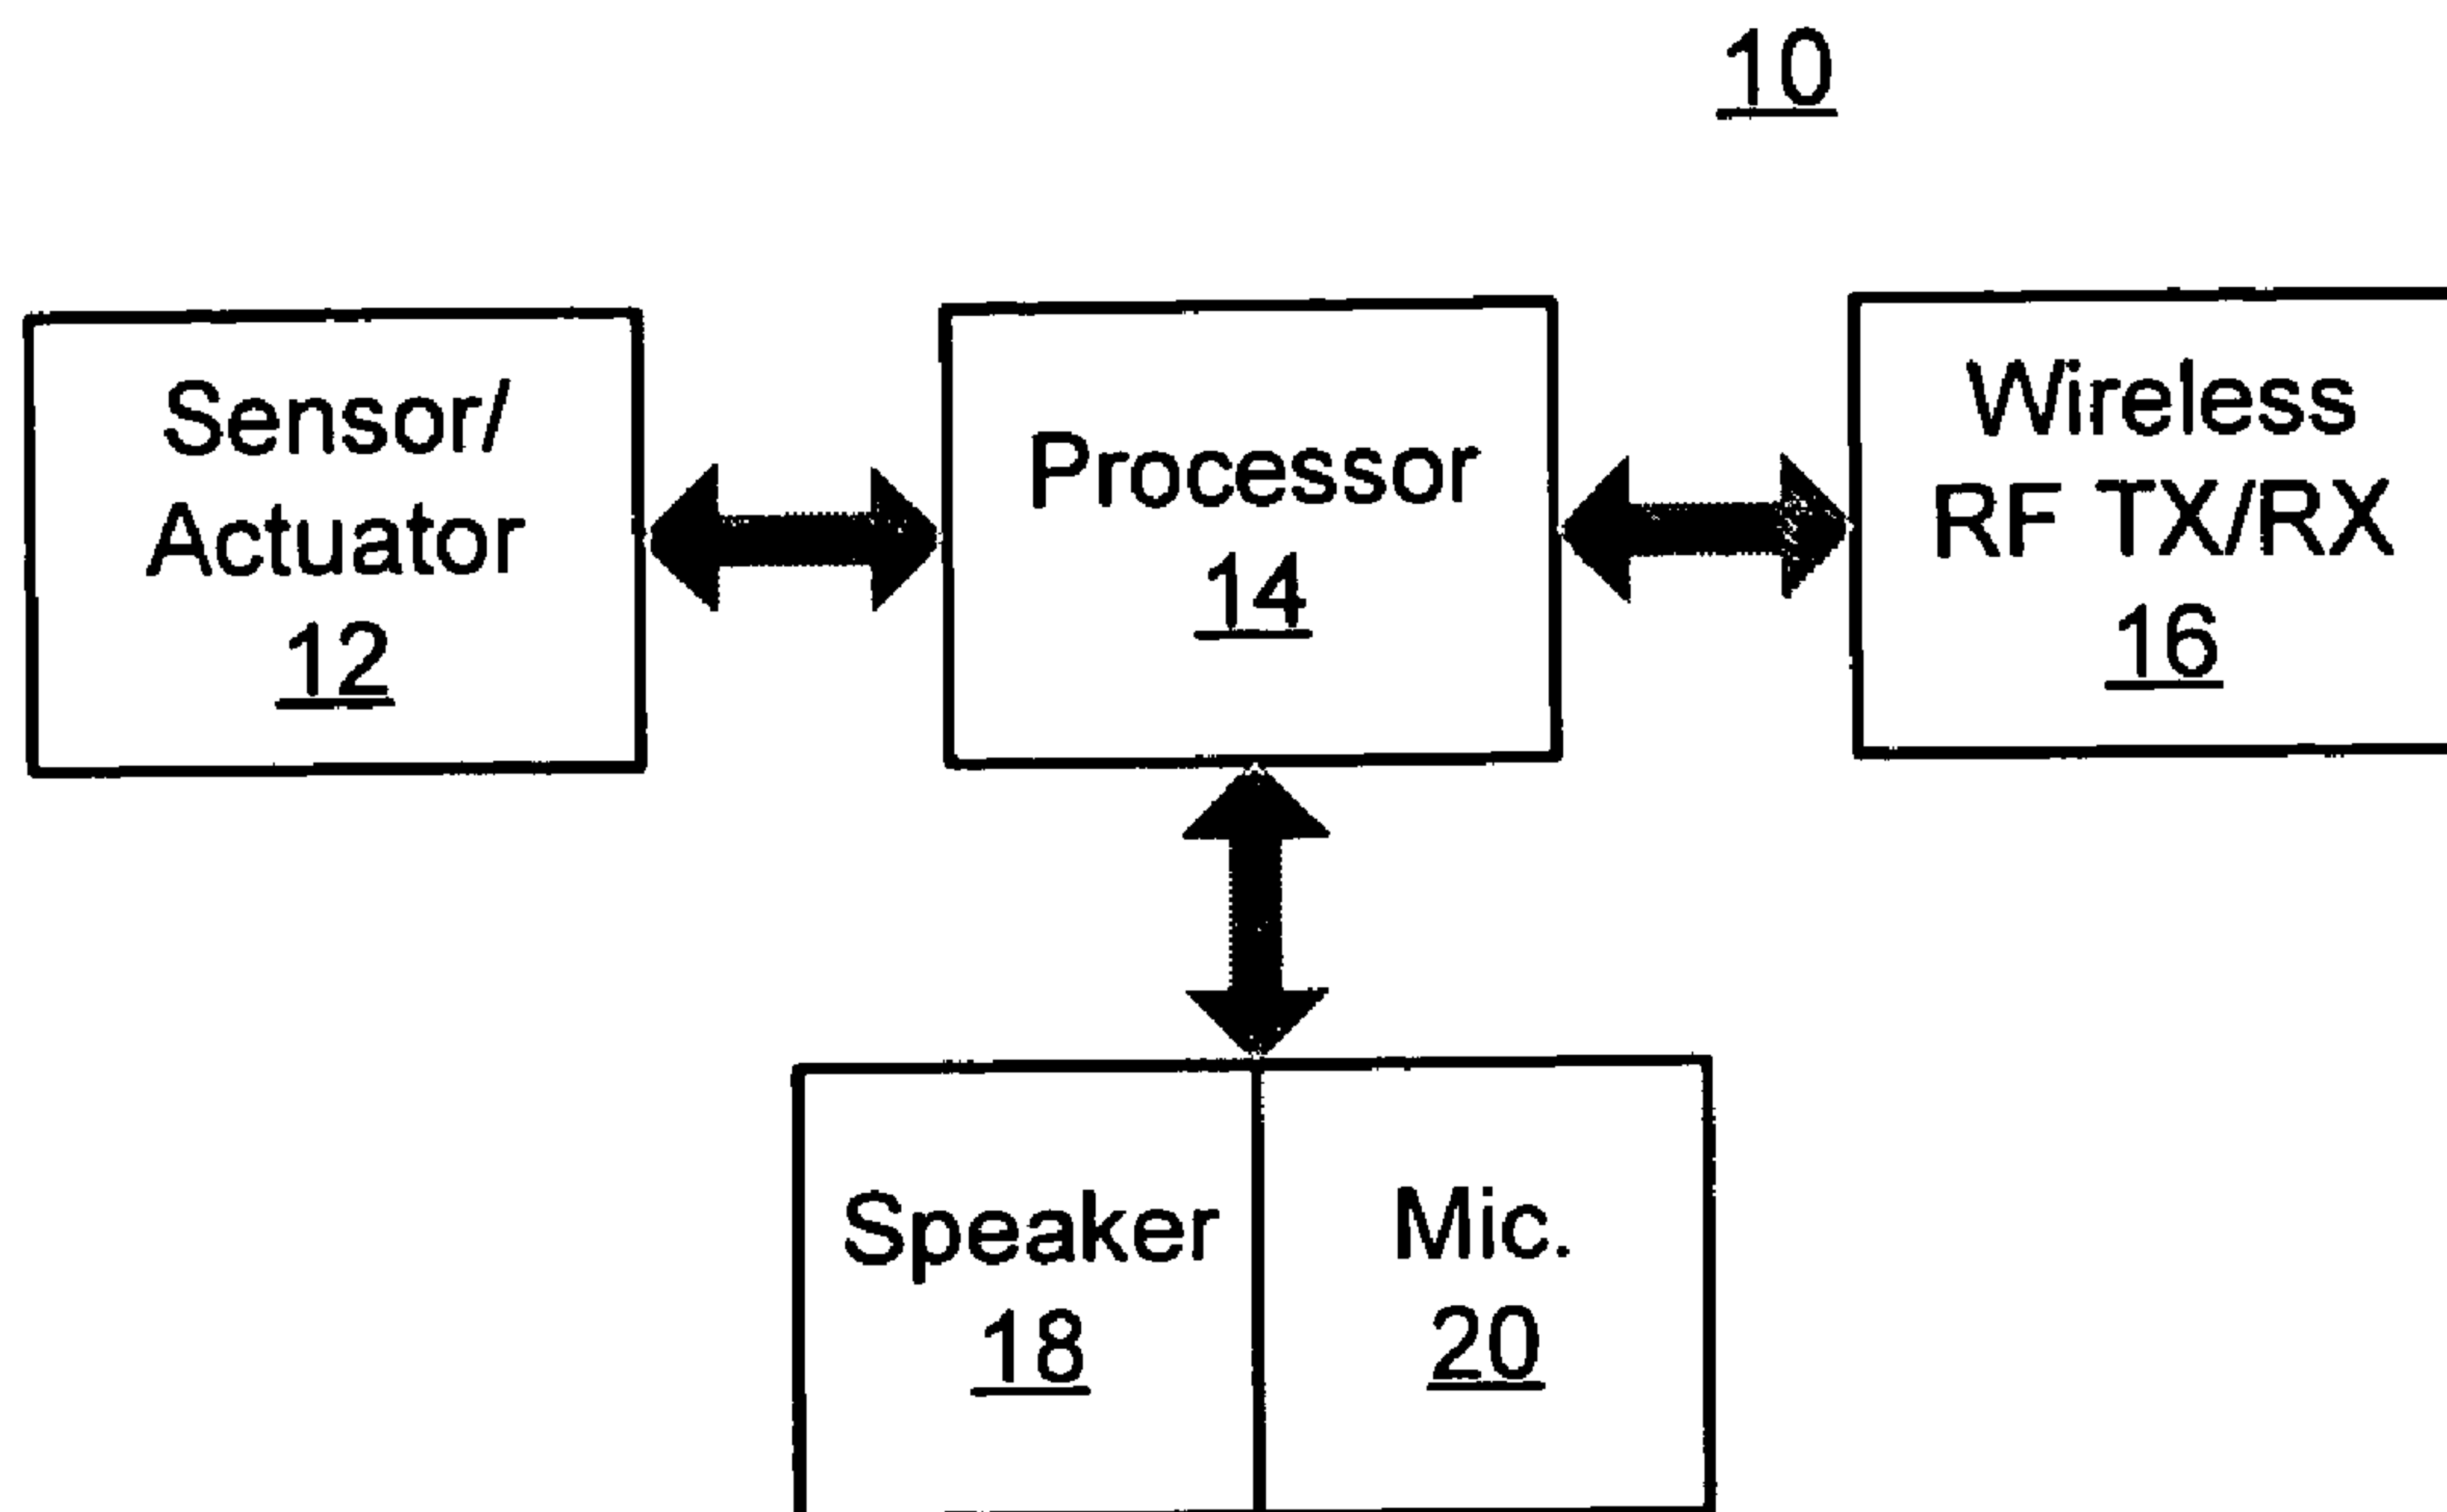 10
Sensor/
Actuator
12
Processor
14
Wireless
RF TX/RX
16
Speaker
18
Mic.
20